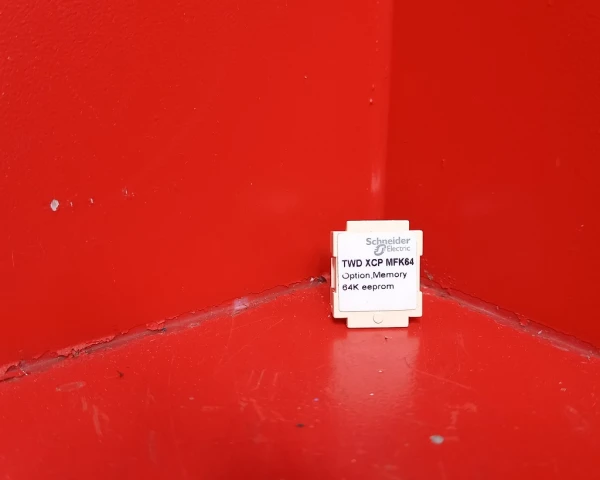 Schneider
Electric
TWD XCP MFK64
Option,Memory
64K eeprom